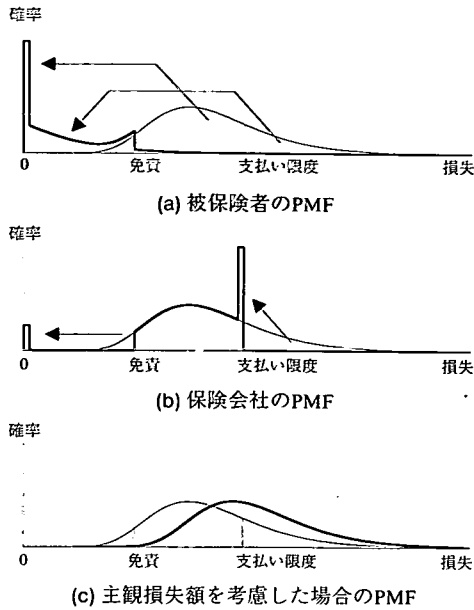 確率
0 免責 支払い限度 損失
(a) 被保険者のPMF
確率
0 免責 支払い限度 損失
(b) 保険会社のPMF
確率
0 免責 支払い限度 損失
(c) 主観損失額を考慮した場合のPMF